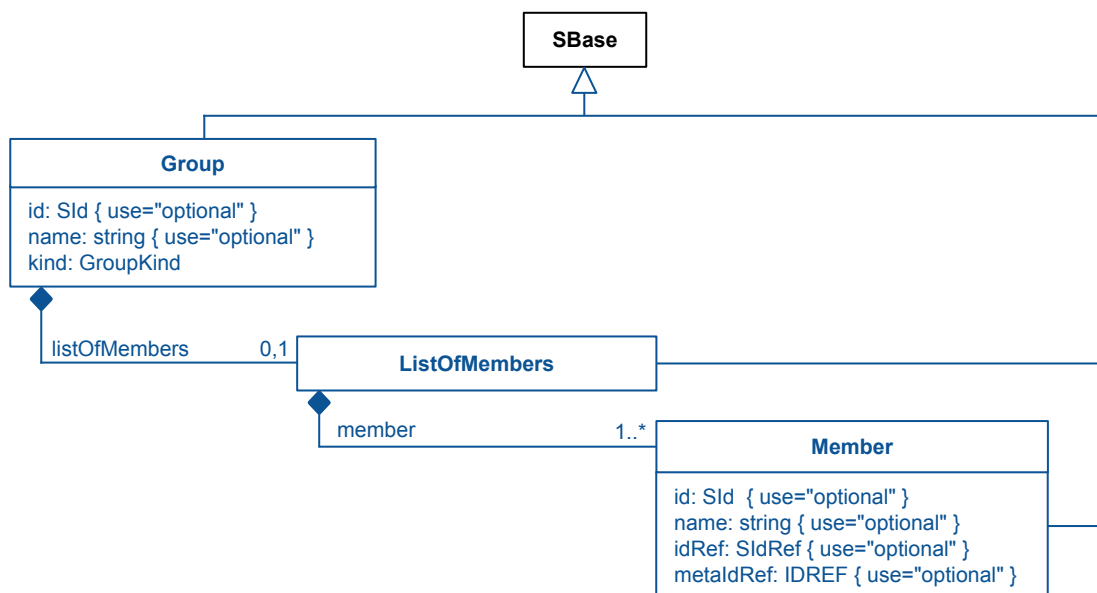 SBase
Group
id: SId { use="optional" }
name: string { use="optional" }
kind: GroupKind
listOfMembers 0,1
ListOfMembers
member 1..*
Member
id: SId { use="optional" }
name: string { use="optional" }
idRef: SIdRef { use="optional" }
metaIdRef: IDREF { use="optional" }